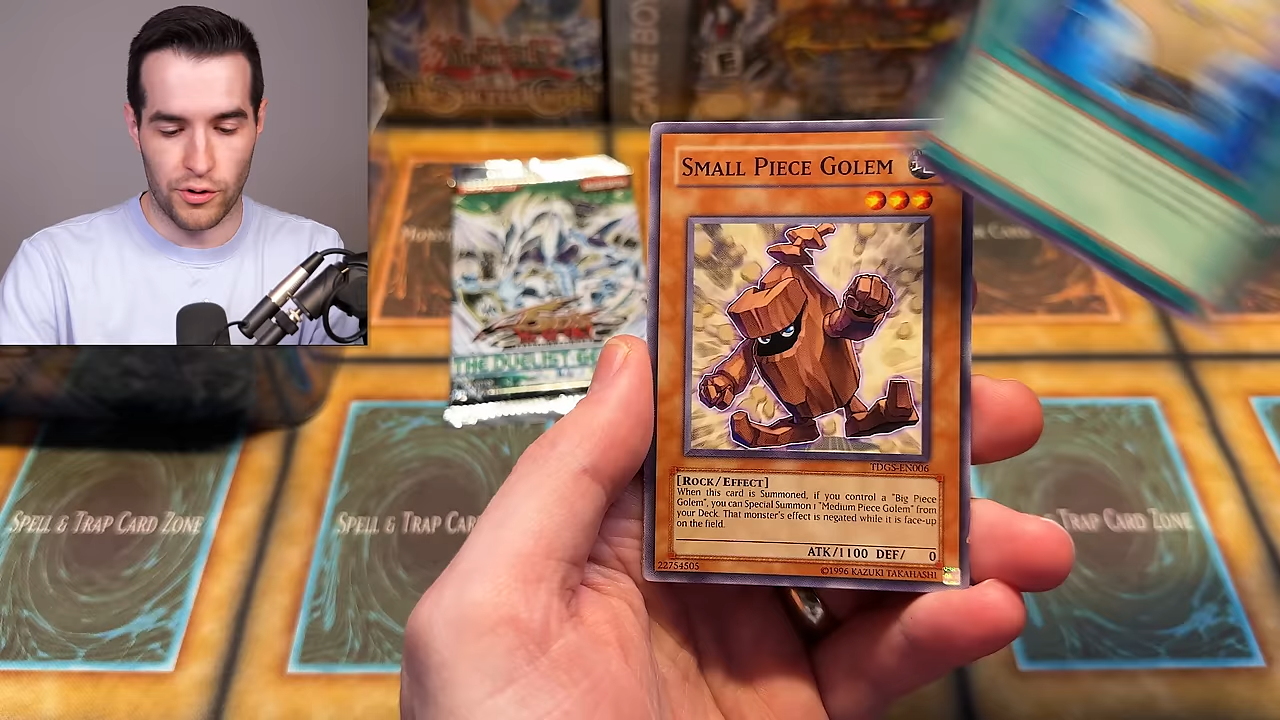 GAME BOY
SMALL PIECE GOLEM
THE DUELIST GE
TDGS-EN006
[ROCK/EFFECT]
When this card is Summoned, if you control a "Big Piece
Golem", you can Special Summon 1 "Medium Piece Golem" from
your Deck. That monster's effect is negated while it is face-up
on the field.
ATK/1100 DEF/ 0
22754505
©1996 KAZUKI TAKAHASHI
SPELL & TRAP CARD ZONE
SPELL & TRAP CAR
TRAP CARD ZONE